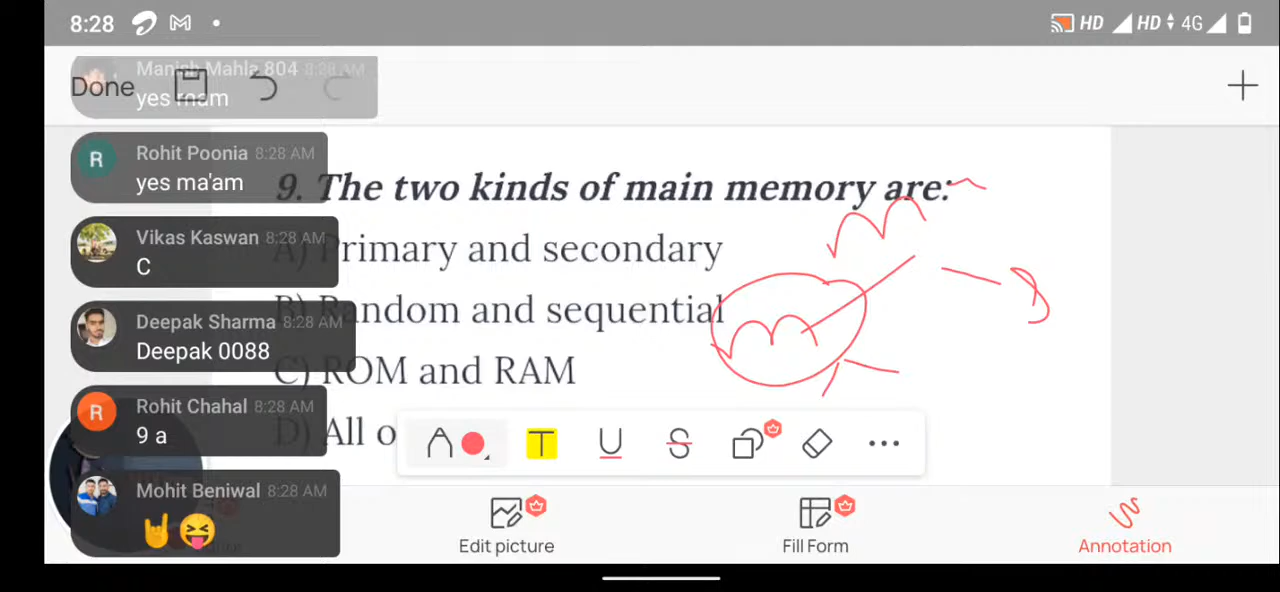 8:28 HD HD 4G
Manish Mahla 804 8:28 AM
Done
yes mam
Rohit Poonia 8:28 AM
R
yes ma'am
9. The two kinds of main memory are:
Vikas Kaswan 8:28 AM
C
A) Primary and secondary
Deepak Sharma 8:28 AM
Deepak 0088
B) Random and sequential
C) ROM and RAM
Rohit Chahal 8:28 AM
R
9 a
D) All o
T U S
Mohit Beniwal 8:28 AM
🤘😝
Edit picture
Fill Form
Annotation